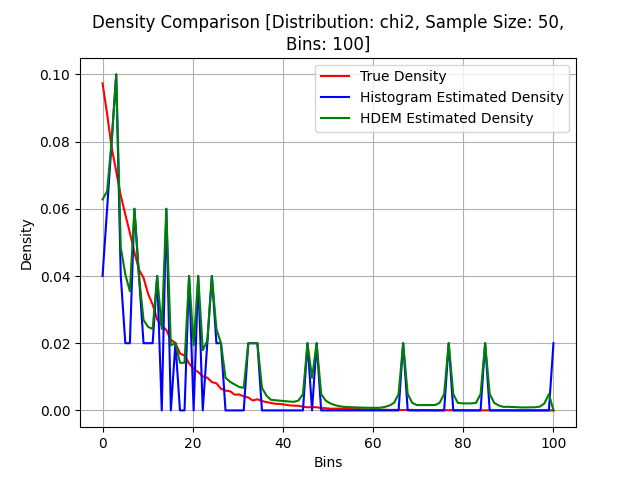 Density Comparison [Distribution: chi2, Sample Size: 50,
Bins: 100]
True Density
Histogram Estimated Density
HDEM Estimated Density
Density
0.10
0.08
0.06
0.04
0.02
0.00
0 20 40 60 80 100
Bins